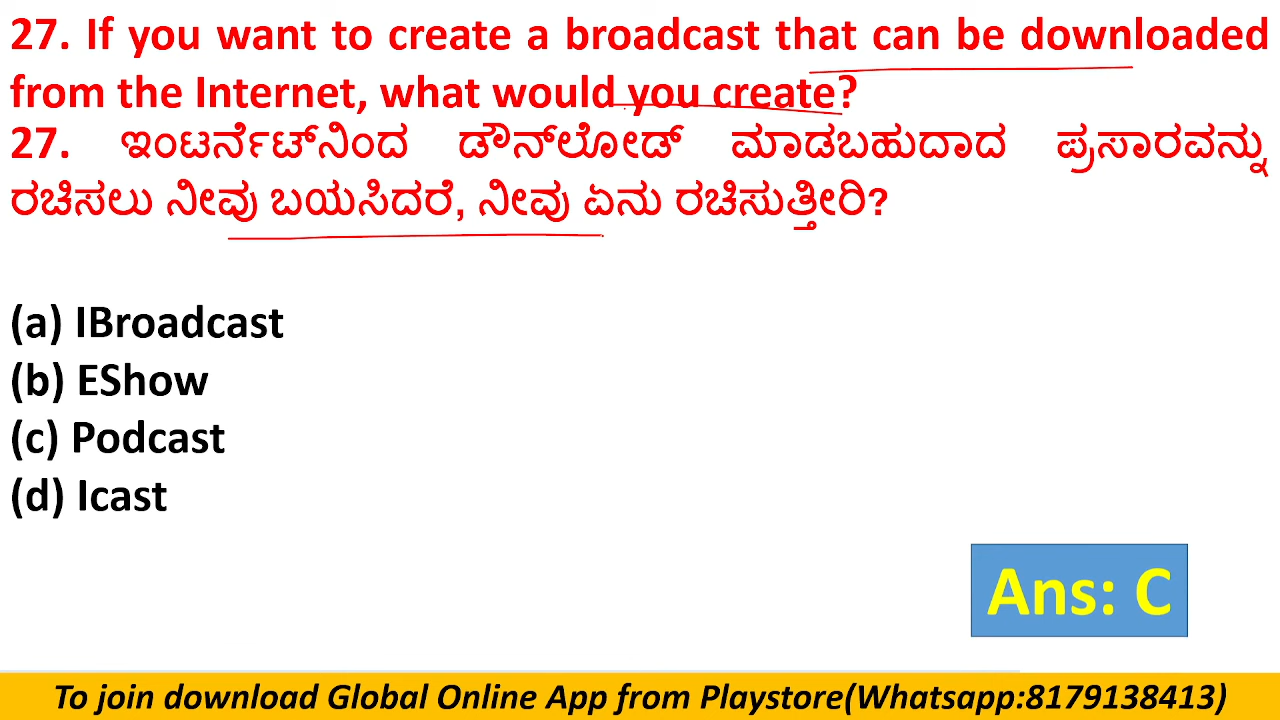 27. If you want to create a broadcast that can be downloaded
from the Internet, what would you create?
27. ಇಂಟರ್ನೆಟ್‌ನಿಂದ ಡೌನ್‌ಲೋಡ್ ಮಾಡಬಹುದಾದ ಪ್ರಸಾರವನ್ನು
ರಚಿಸಲು ನೀವು ಬಯಸಿದರೆ, ನೀವು ಏನು ರಚಿಸುತ್ತೀರಿ?
(a) IBroadcast
(b) EShow
(c) Podcast
(d) Icast
Ans: C
To join download Global Online App from Playstore(Whatsapp:8179138413)